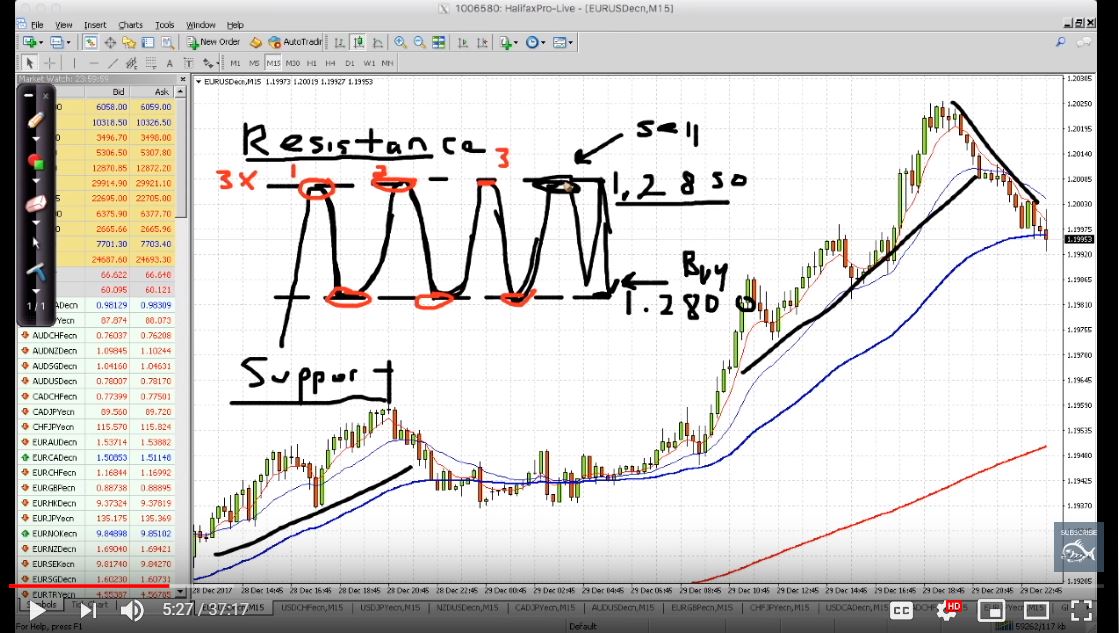 1006580: HalifaxPro-Live - [EURUSDecn,M15]
File View Insert Charts Tools Window Help
New Order AutoTradir
M1 M5 M15 M30 H1 H4 D1 W1 MN
Market Watch: 23:59:59
Bid Ask
6058.00 6059.00
10318.50 10326.50
3496.70 3498.00
5306.50 5307.80
12870.85 12872.20
29914.90 29921.10
22695.00 22705.00
6375.90 6377.70
2665.66 2665.96
7701.30 7703.40
24687.60 24693.30
66.622 66.648
60.095 60.121
0.98129 0.98309
87.874 88.073
AUDCHFecn 0.76037 0.76208
AUDNZDecn 1.09845 1.10244
AUDSGDecn 1.04160 1.04631
AUDUSDecn 0.78007 0.78170
CADCHFecn 0.77399 0.77501
CADJPYecn 89.560 89.720
CHFJPYecn 115.570 115.824
EURAUDecn 1.53714 1.53882
EURCADecn 1.50853 1.51148
EURCHFecn 1.16844 1.16992
EURGBPecn 0.88738 0.88895
EURHKDecn 9.37324 9.37819
EURJPYecn 135.175 135.369
EURNOKecn 9.84898 9.85102
EURNZDecn 1.69040 1.69421
EURSEKecn 9.81740 9.84270
EURSGDecn 1.60230 1.60731
EURTRYecn 4.55387 4.56785
1 / 1
EURUSDecn,M15 1.19973 1.20019 1.19927 1.19953
Resistance
Sell
3X 1 2 3
1,2850
Buy
1.2800
Support
1.20305
1.20250
1.20195
1.20140
1.20085
1.20030
1.19975
1.19953
1.19920
1.19865
1.19810
1.19755
1.19700
1.19645
1.19590
1.19535
1.19480
1.19425
1.19370
1.19315
1.19260
1.19205
SUBSCRIBE
28 Dec 2017 28 Dec 14:45 28 Dec 16:45 28 Dec 18:45 28 Dec 20:45 28 Dec 22:45 29 Dec 00:45 29 Dec 02:45 29 Dec 04:45 29 Dec 06:45 29 Dec 08:45 29 Dec 10:45 29 Dec 12:45 29 Dec 14:45 29 Dec 16:45 29 Dec 18:45 29 Dec 20:45 29 Dec 22:45
Symbols
USDCHFecn,M15 USDJPYecn,M15 NZDUSDecn,M15 CADJPYecn,M15 AUDUSDecn,M15 EURGBPecn,M15 CHFJPYecn,M15 USDCADecn,M15
5:27 / 37:17
CC HD
For Help, press F1
Default
59262/117 kb